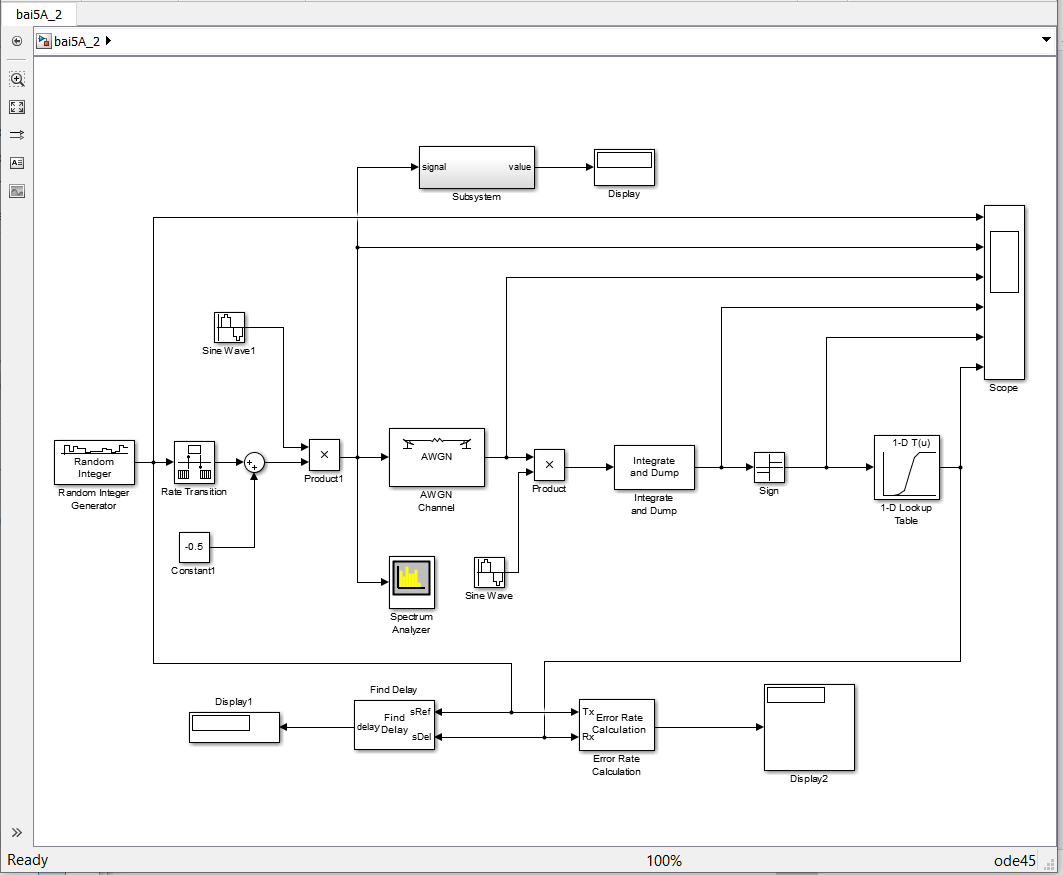 bai5A_2
bai5A_2
signal
value
Subsystem
Display
Scope
Sine Wave1
Random
Integer
Random Integer
Generator
Rate Transition
Product1
AWGN
AWGN
Channel
Product
Integrate
and Dump
Integrate
and Dump
Sign
1-D T(u)
1-D Lookup
Table
-0.5
Constant1
Spectrum
Analyzer
Sine Wave
Display1
Find Delay
sRef
Find
Delay
delay
sDel
Tx
Error Rate
Calculation
Rx
Error Rate
Calculation
Display2
Ready
100%
ode45